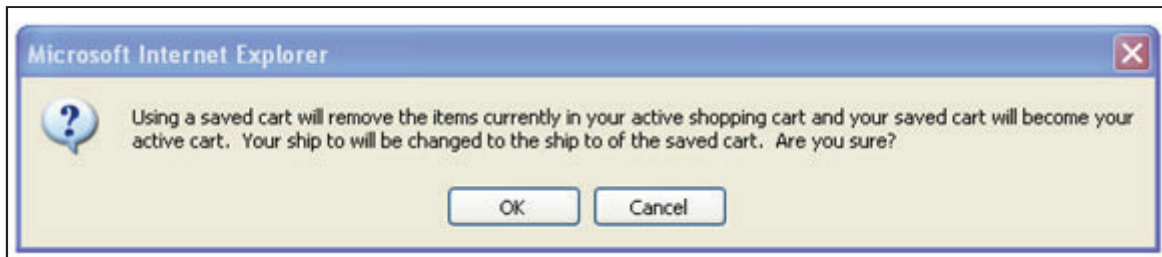 Microsoft Internet Explorer
Using a saved cart will remove the items currently in your active shopping cart and your saved cart will become your
active cart.  Your ship to will be changed to the ship to of the saved cart.  Are you sure?
OK
Cancel